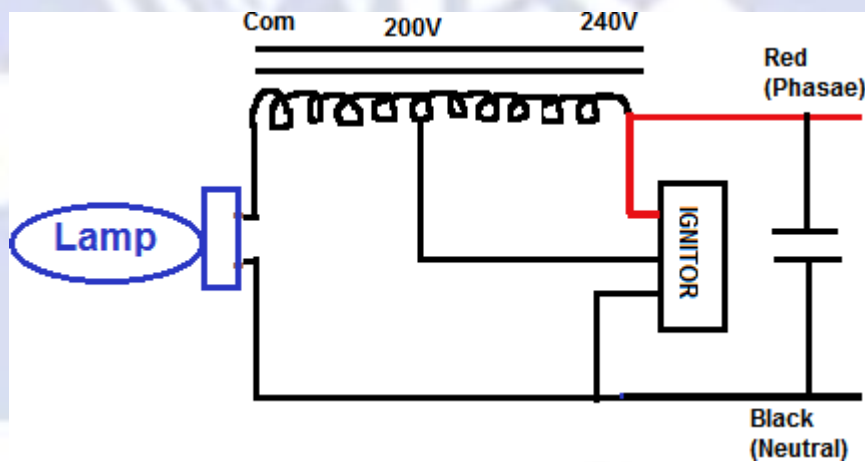 Com
200V
240V
Red
(Phasae)
Lamp
IGNITOR
Black
(Neutral)